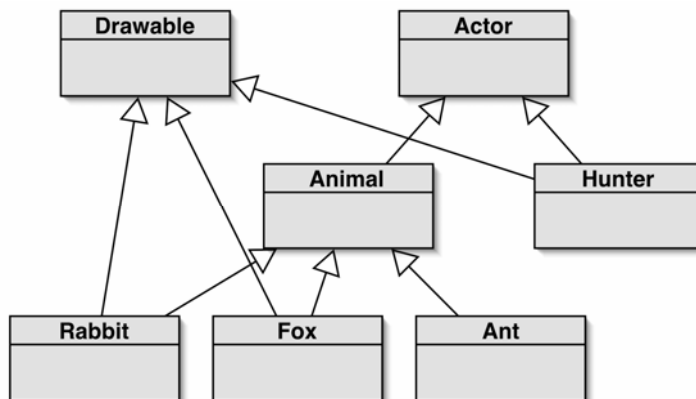 Drawable
Actor
Animal
Hunter
Rabbit
Fox
Ant